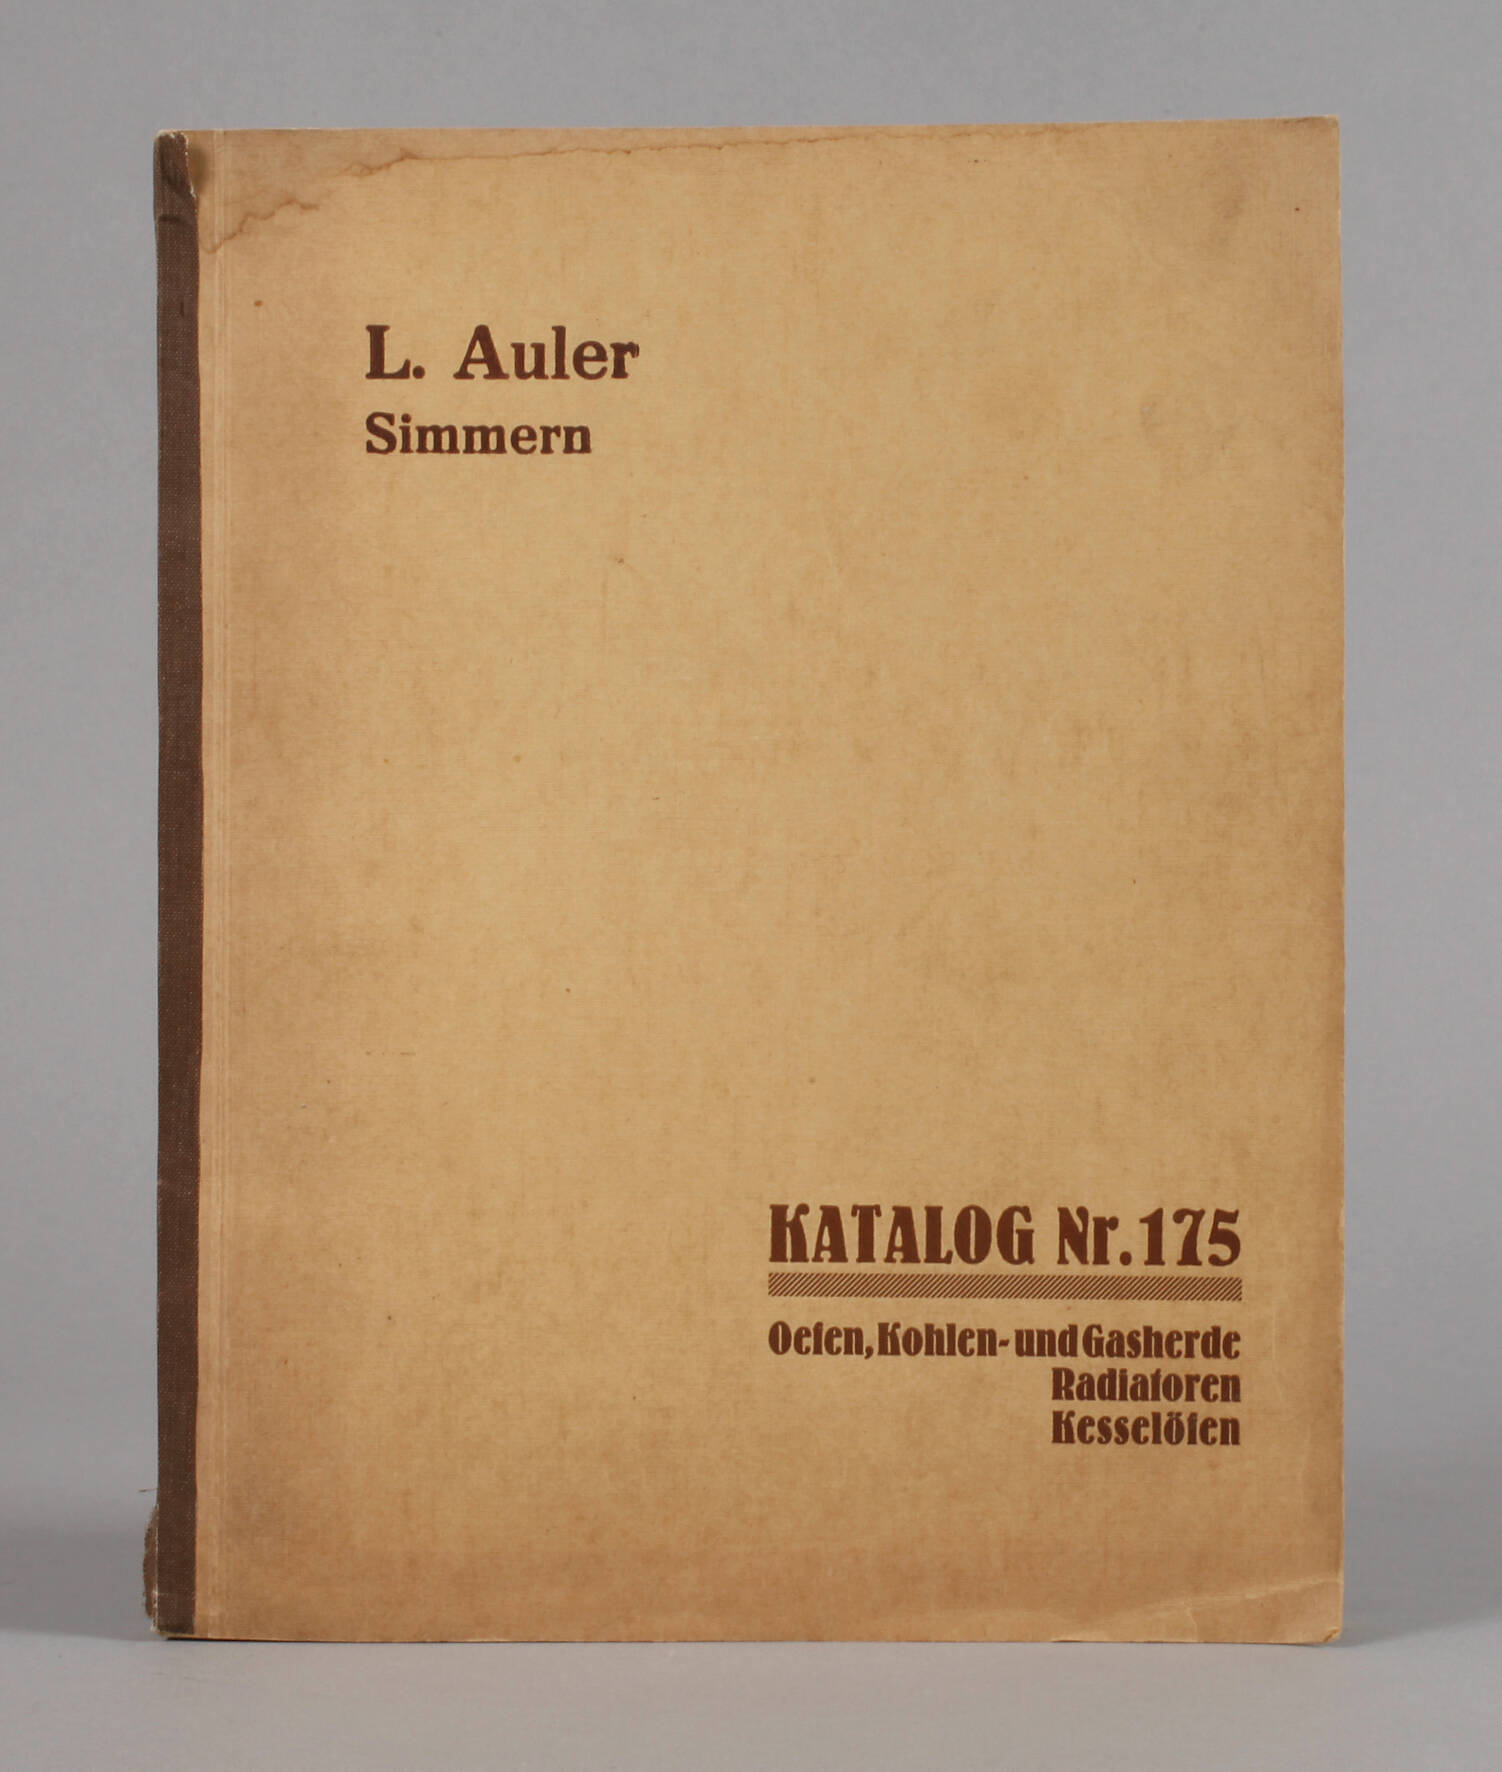 L. Auler
Simmern
KATALOG Nr. 175
Oefen, Kohlen- und Gasherde
Radiatoren
Kesselöfen